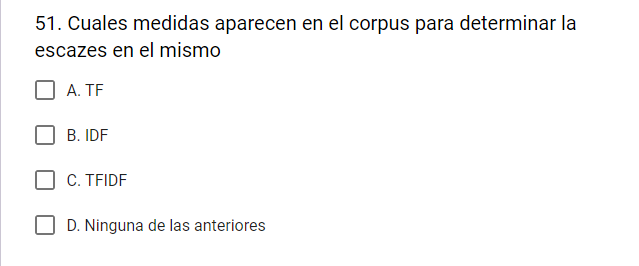 51. Cuales medidas aparecen en el corpus para determinar la
escazes en el mismo
A. TF
B. IDF
C. TFIDF
D. Ninguna de las anteriores